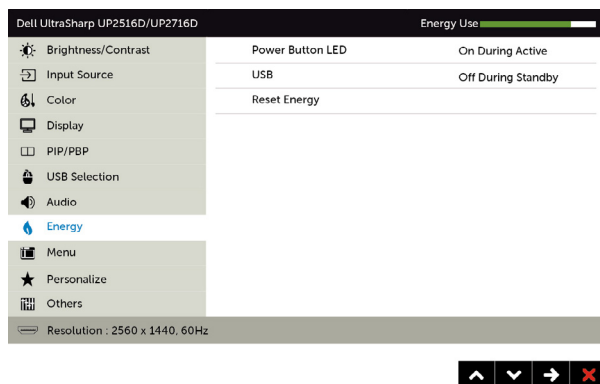 Dell UltraSharp UP2516D/UP2716D Energy Use
Brightness/Contrast Power Button LED On During Active
Input Source USB Off During Standby
Color Reset Energy
Display
PIP/PBP
USB Selection
Audio
Energy
Menu
Personalize
Others
Resolution : 2560 x 1440, 60Hz